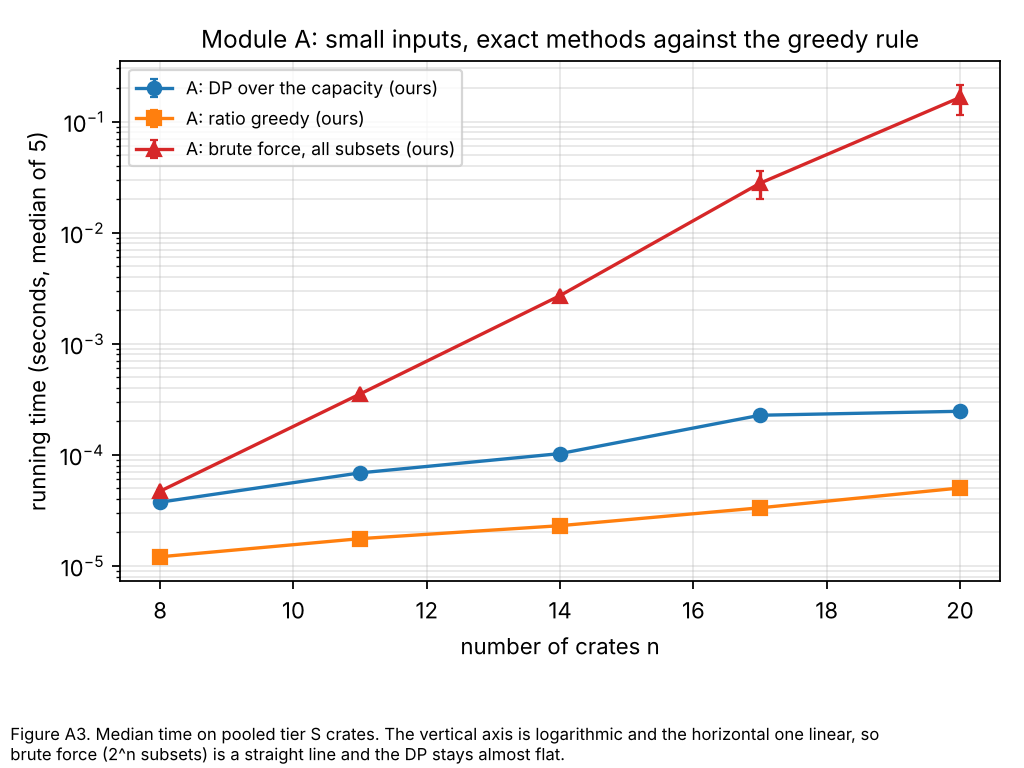 Module A: small inputs, exact methods against the greedy rule
A: DP over the capacity (ours)
A: ratio greedy (ours)
A: brute force, all subsets (ours)
running time (seconds, median of 5)
10⁻¹
10⁻²
10⁻³
10⁻⁴
10⁻⁵
8 10 12 14 16 18 20
number of crates n
Figure A3. Median time on pooled tier S crates. The vertical axis is logarithmic and the horizontal one linear, so
brute force (2^n subsets) is a straight line and the DP stays almost flat.